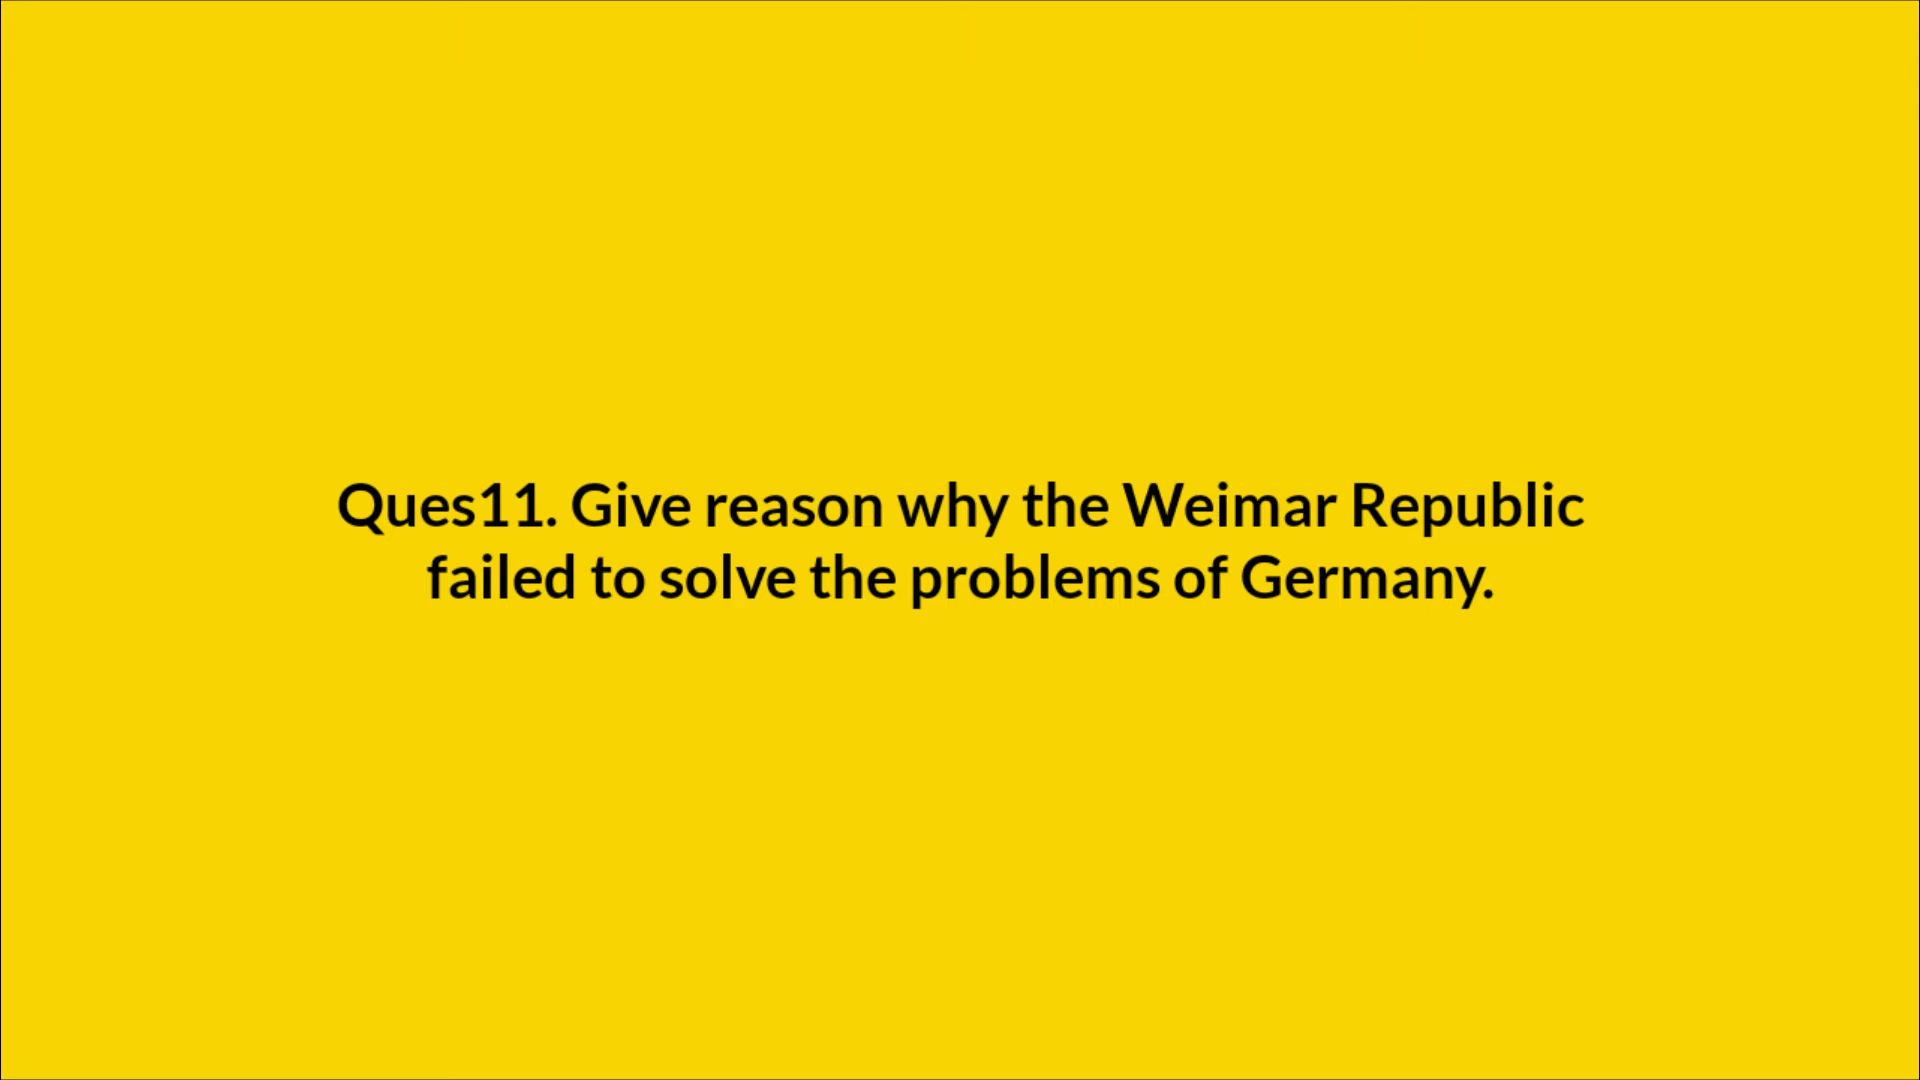 Ques11. Give reason why the Weimar Republic
failed to solve the problems of Germany.